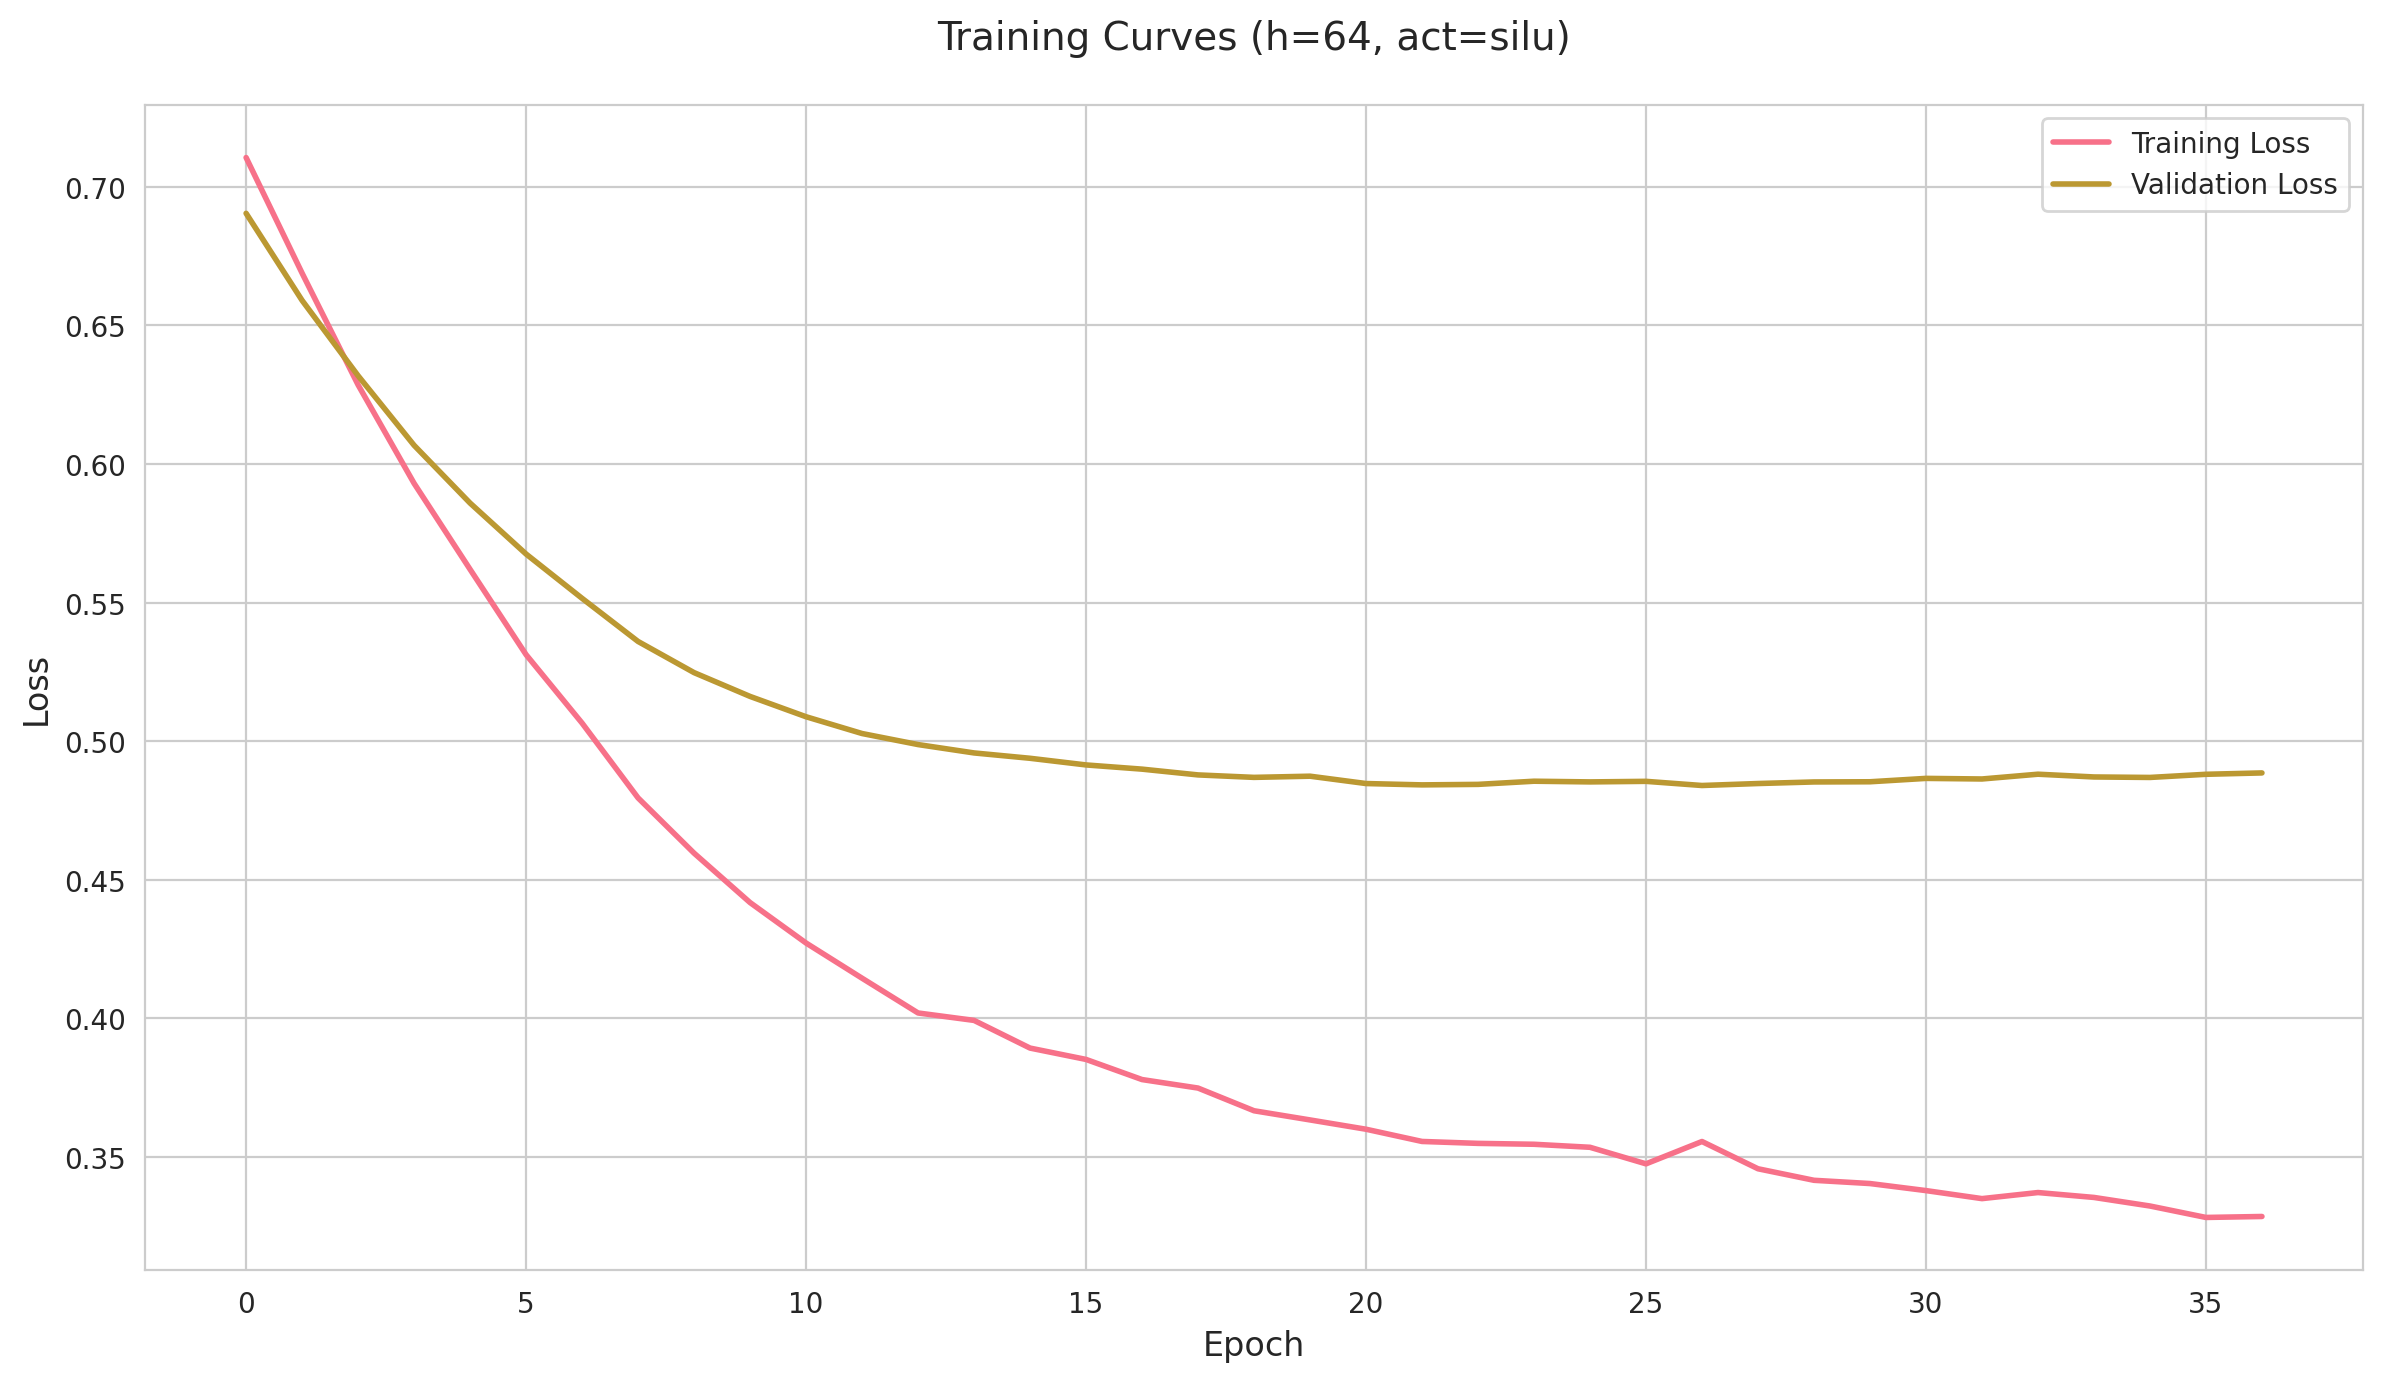 Training Curves (h=64, act=silu)
Training Loss
Validation Loss
0.70
0.65
0.60
0.55
0.50
0.45
0.40
0.35
Loss
0 5 10 15 20 25 30 35
Epoch